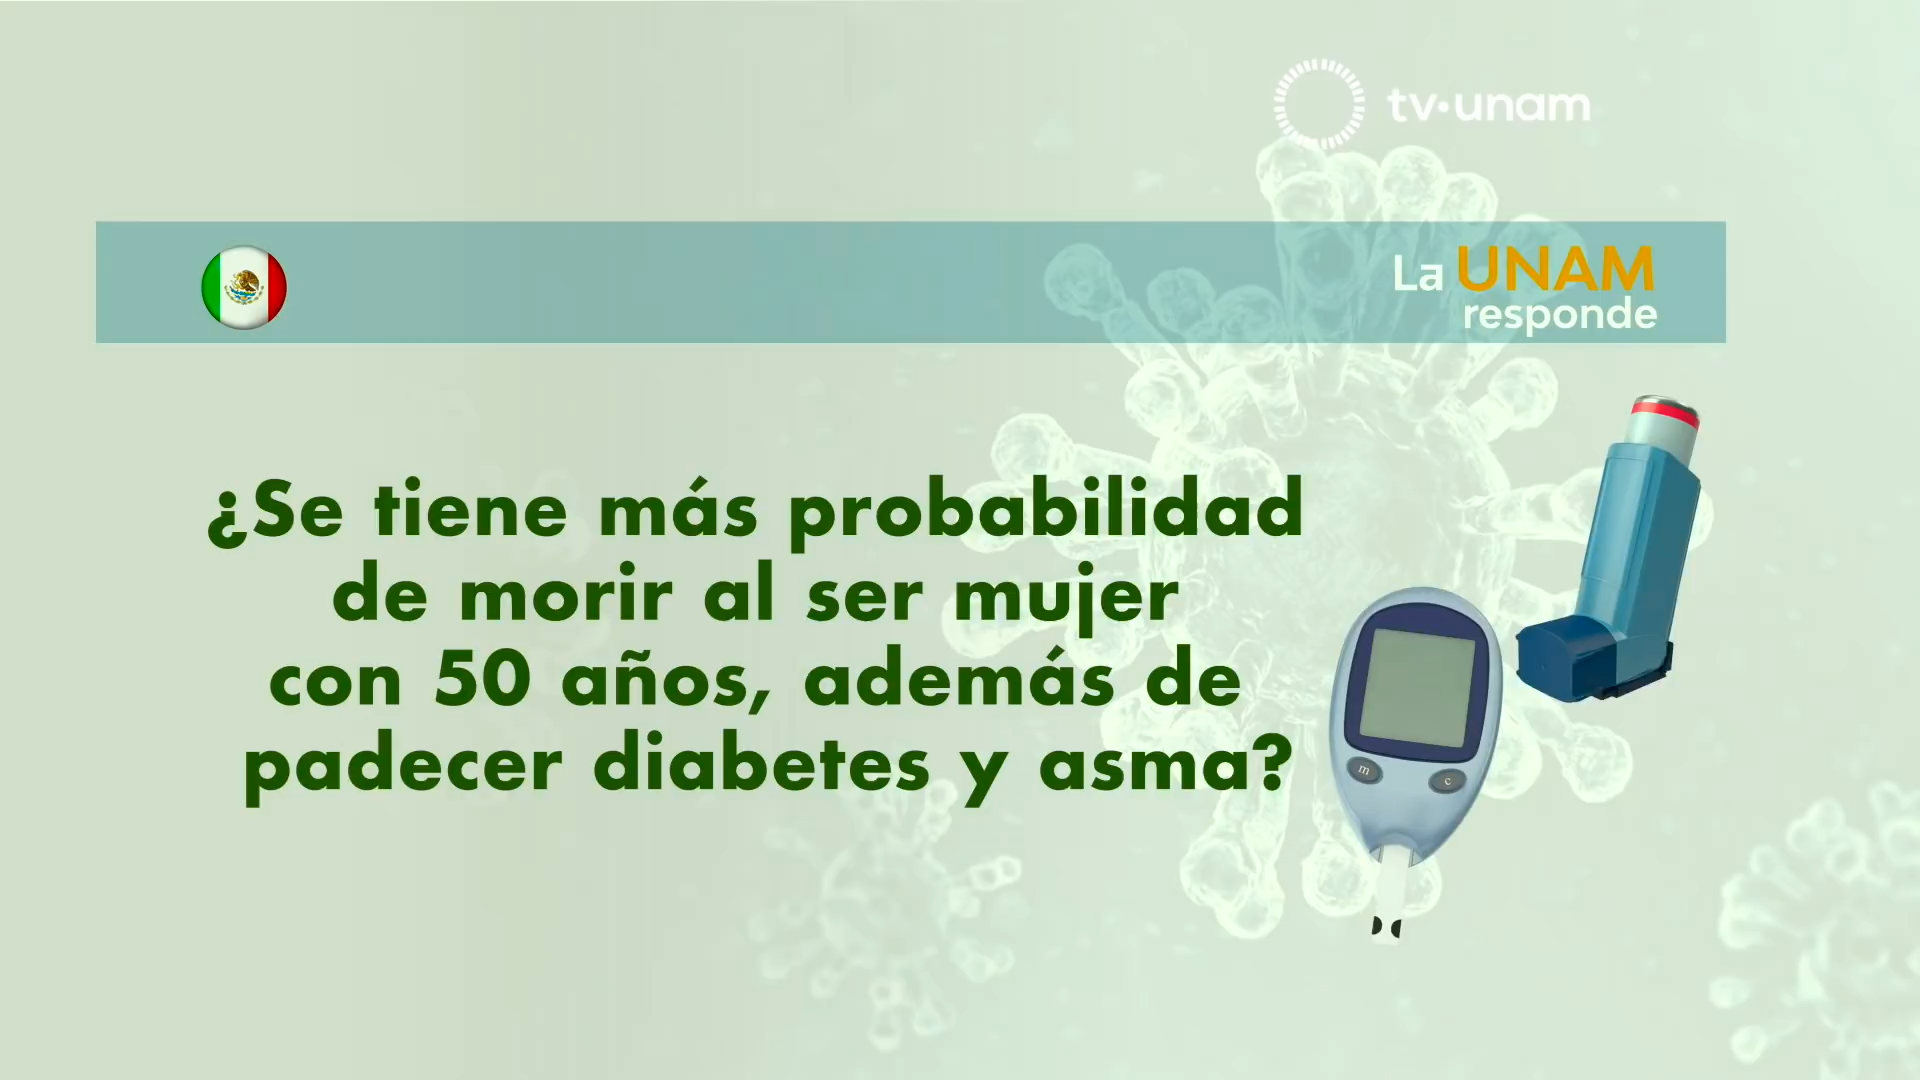 tv·unam
La UNAM
responde
¿Se tiene más probabilidad
de morir al ser mujer
con 50 años, además de
padecer diabetes y asma?
m
c